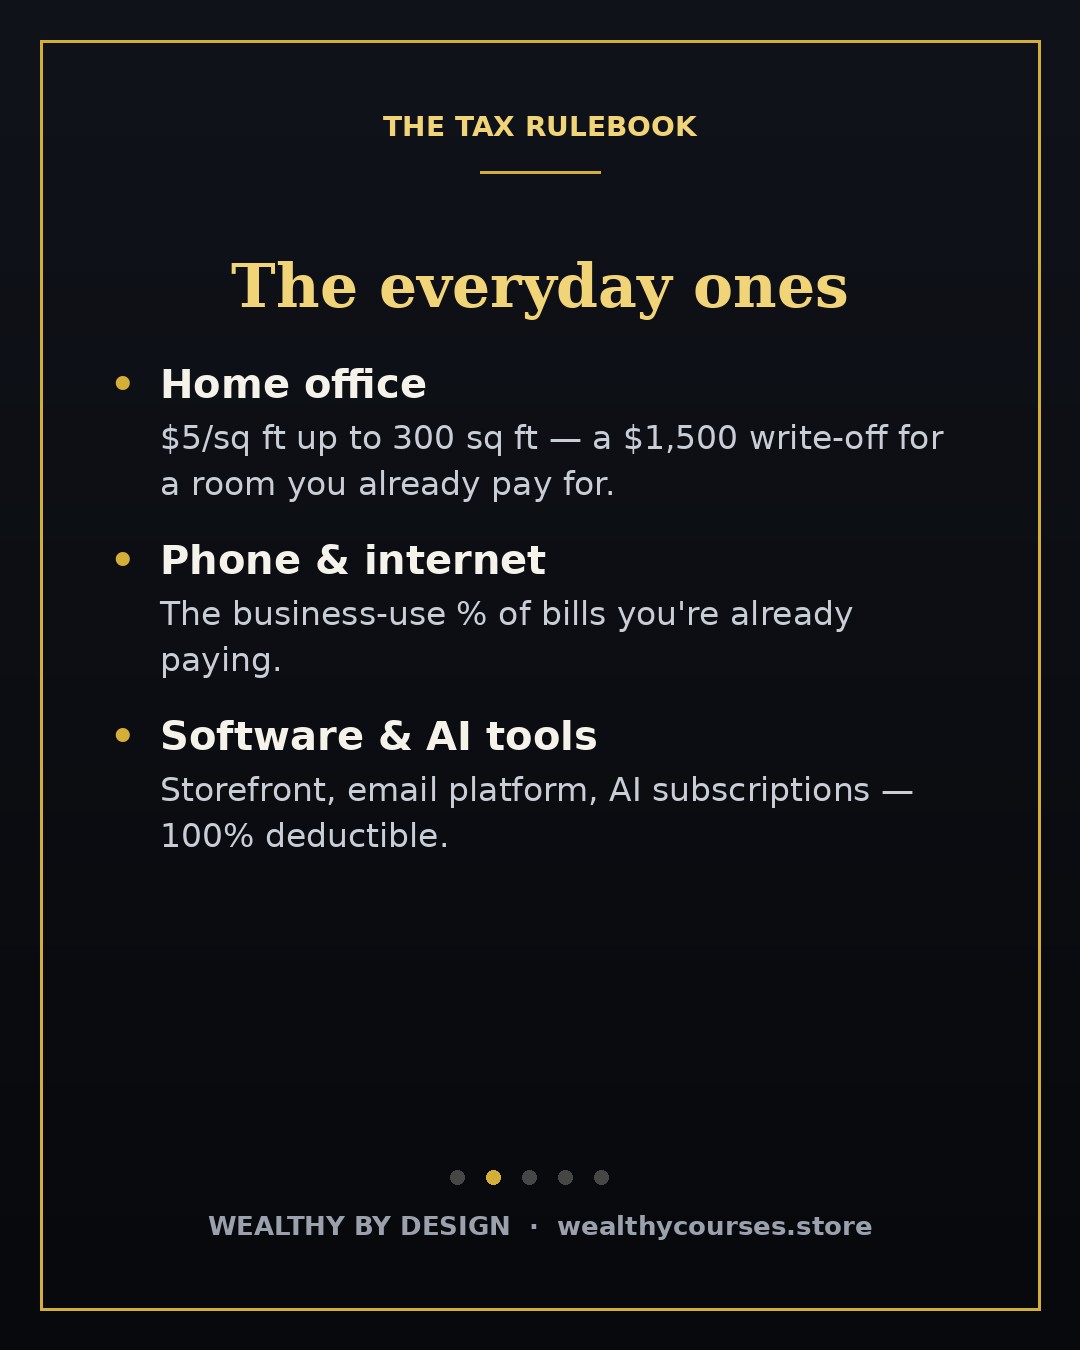 THE TAX RULEBOOK
The everyday ones
• Home office
$5/sq ft up to 300 sq ft — a $1,500 write-off for
a room you already pay for.
• Phone & internet
The business-use % of bills you're already
paying.
• Software & AI tools
Storefront, email platform, AI subscriptions —
100% deductible.
WEALTHY BY DESIGN · wealthycourses.store